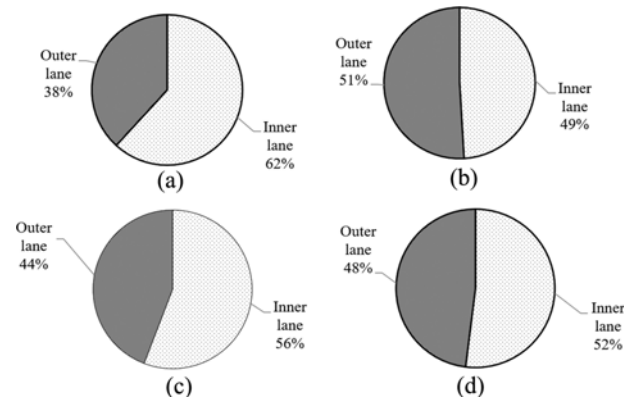 Outer
lane
38%
Inner
lane
62%
(a)
Outer
lane
51%
Inner
lane
49%
(b)
Outer
lane
44%
Inner
lane
56%
(c)
Outer
lane
48%
Inner
lane
52%
(d)